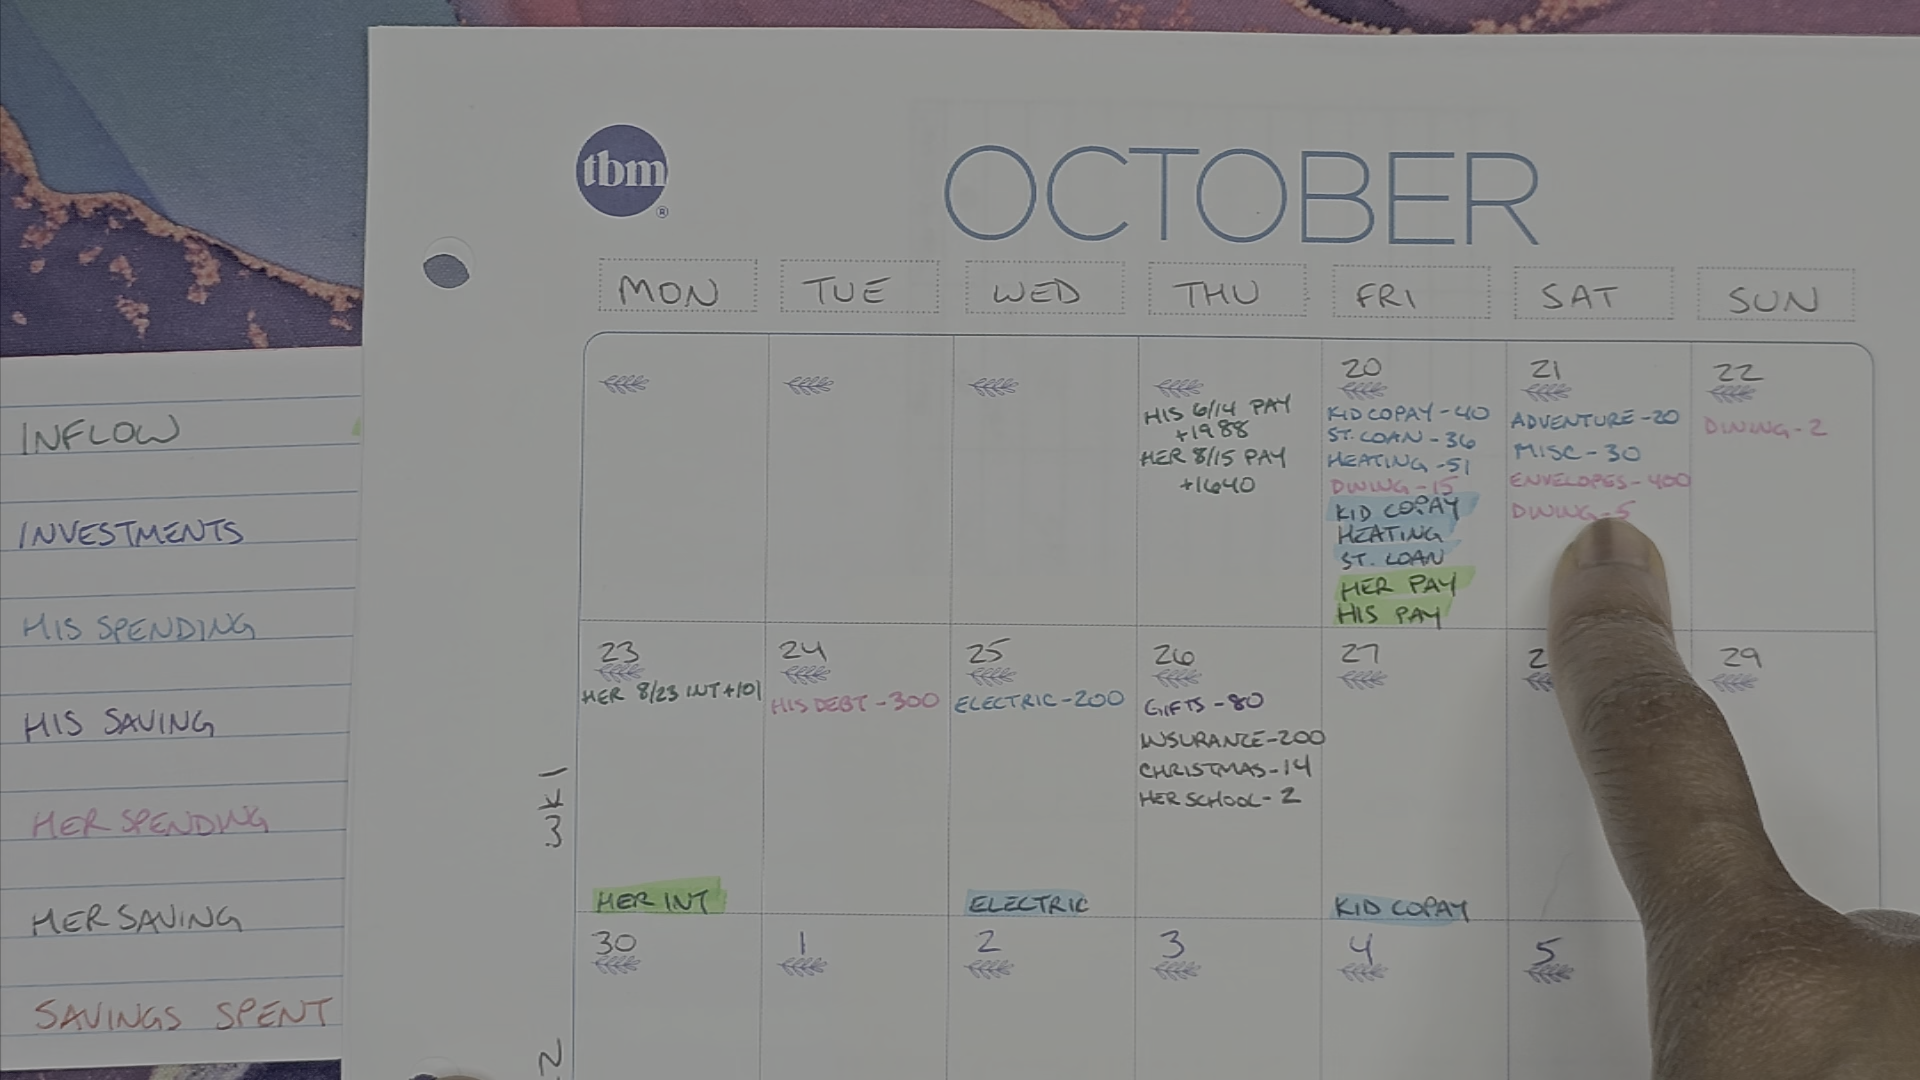 tbm
®
OCTOBER
MON TUE WED THU FRI SAT SUN
HIS 6/14 PAY
+1988
HER 8/15 PAY
+1640
20
KID COPAY -40
ST. LOAN -36
HEATING -51
DINING -15
KID COPAY
HEATING
ST. LOAN
HER PAY
HIS PAY
21
ADVENTURE -20
MISC -30
ENVELOPES -400
DINING -5
22
DINING -2
WK 1
23
HER 8/23 INT +101
HER INT
24
HIS DEBT -300
25
ELECTRIC -200
ELECTRIC
26
GIFTS -80
INSURANCE -200
CHRISTMAS -14
HER SCHOOL - 2
27
KID COPAY
2
29
2
30
1
2
3
4
5
INFLOW
INVESTMENTS
HIS SPENDING
HIS SAVING
HER SPENDING
HER SAVING
SAVINGS SPENT